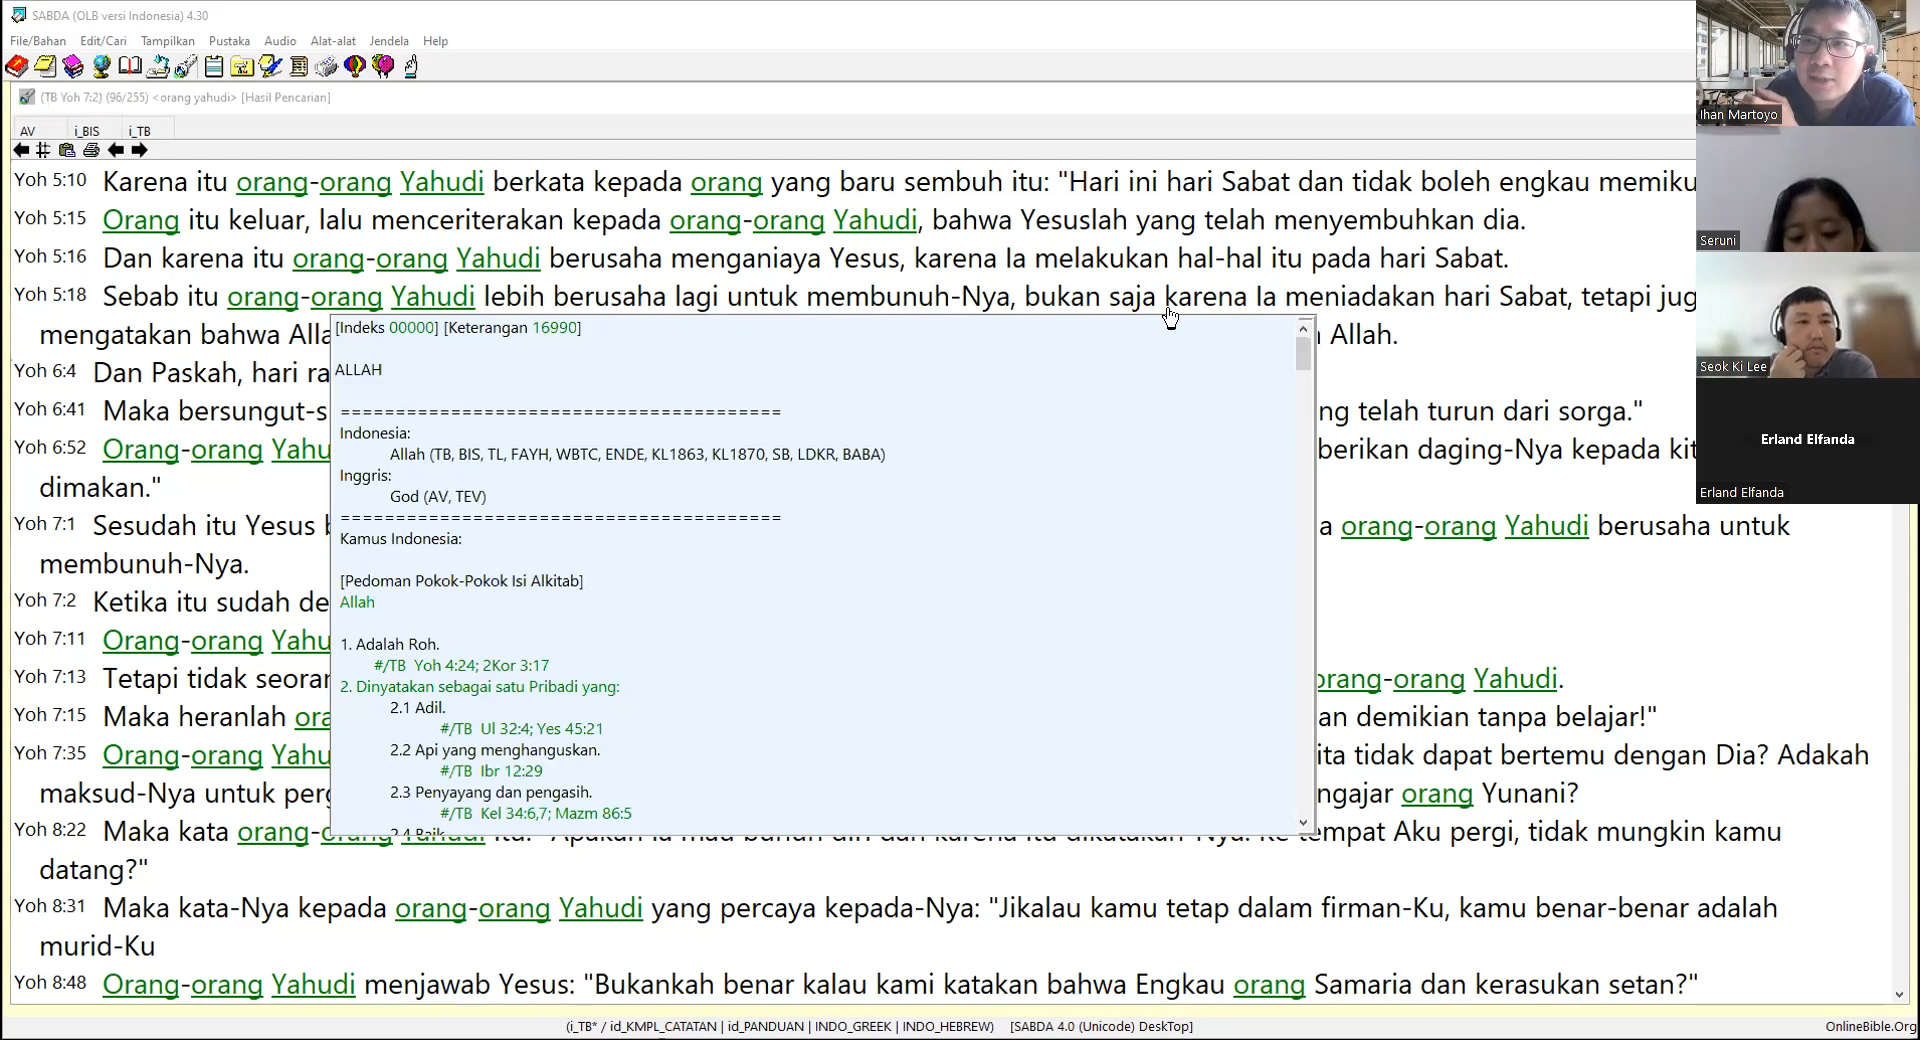 SABDA (OLB versi Indonesia) 4.30
File/Bahan Edit/Cari Tampilkan Pustaka Audio Alat-alat Jendela Help
(TB Yoh 7:2) (96/255) <orang yahudi> [Hasil Pencarian]
AV i_BIS i_TB
Yoh 5:10 Karena itu orang-orang Yahudi berkata kepada orang yang baru sembuh itu: "Hari ini hari Sabat dan tidak boleh engkau memiku
Yoh 5:15 Orang itu keluar, lalu menceriterakan kepada orang-orang Yahudi, bahwa Yesuslah yang telah menyembuhkan dia.
Yoh 5:16 Dan karena itu orang-orang Yahudi berusaha menganiaya Yesus, karena Ia melakukan hal-hal itu pada hari Sabat.
Yoh 5:18 Sebab itu orang-orang Yahudi lebih berusaha lagi untuk membunuh-Nya, bukan saja karena Ia meniadakan hari Sabat, tetapi jug
mengatakan bahwa Alla Allah.
Yoh 6:4 Dan Paskah, hari ra
Yoh 6:41 Maka bersungut-s ng telah turun dari sorga."
Yoh 6:52 Orang-orang Yahu berikan daging-Nya kepada kit
dimakan."
Yoh 7:1 Sesudah itu Yesus b a orang-orang Yahudi berusaha untuk
membunuh-Nya.
Yoh 7:2 Ketika itu sudah de
Yoh 7:11 Orang-orang Yahu
Yoh 7:13 Tetapi tidak seoran orang-orang Yahudi.
Yoh 7:15 Maka heranlah ora an demikian tanpa belajar!"
Yoh 7:35 Orang-orang Yahu ita tidak dapat bertemu dengan Dia? Adakah
maksud-Nya untuk perg ngajar orang Yunani?
Yoh 8:22 Maka kata orang-orang Yahudi itu: "Apakah Ia mau bunuh diri dan karena itu dikatakan-Nya: Ke tempat Aku pergi, tidak mungkin kamu
datang?"
Yoh 8:31 Maka kata-Nya kepada orang-orang Yahudi yang percaya kepada-Nya: "Jikalau kamu tetap dalam firman-Ku, kamu benar-benar adalah
murid-Ku
Yoh 8:48 Orang-orang Yahudi menjawab Yesus: "Bukankah benar kalau kami katakan bahwa Engkau orang Samaria dan kerasukan setan?"
[Indeks 00000] [Keterangan 16990]
ALLAH
========================================
Indonesia:
Allah (TB, BIS, TL, FAYH, WBTC, ENDE, KL1863, KL1870, SB, LDKR, BABA)
Inggris:
God (AV, TEV)
========================================
Kamus Indonesia:
[Pedoman Pokok-Pokok Isi Alkitab]
Allah
1. Adalah Roh.
#/TB Yoh 4:24; 2Kor 3:17
2. Dinyatakan sebagai satu Pribadi yang:
2.1 Adil.
#/TB Ul 32:4; Yes 45:21
2.2 Api yang menghanguskan.
#/TB Ibr 12:29
2.3 Penyayang dan pengasih.
#/TB Kel 34:6,7; Mazm 86:5
2.4 Baik
Ihan Martoyo
Seruni
Seok Ki Lee
Erland Elfanda
Erland Elfanda
(i_TB* / id_KMPL_CATATAN | id_PANDUAN | INDO_GREEK | INDO_HEBREW) [SABDA 4.0 (Unicode) DeskTop]
OnlineBible.Org